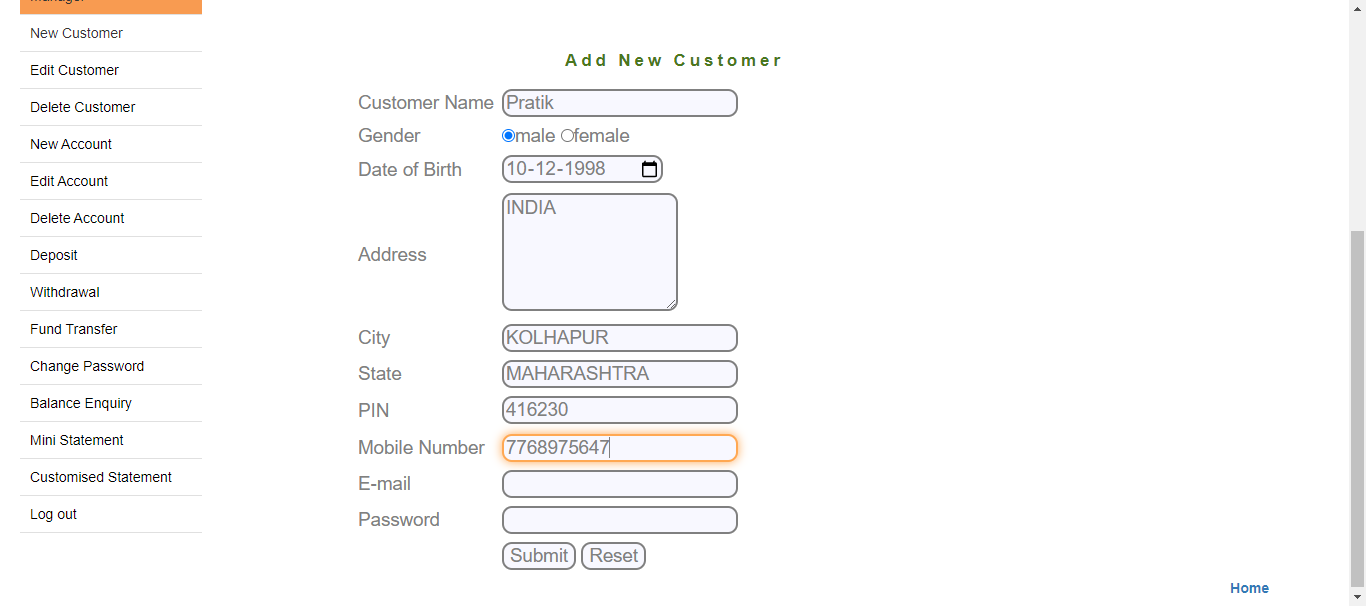 Manager
New Customer
Edit Customer
Delete Customer
New Account
Edit Account
Delete Account
Deposit
Withdrawal
Fund Transfer
Change Password
Balance Enquiry
Mini Statement
Customised Statement
Log out
Add New Customer
Customer Name Pratik
Gender male female
Date of Birth 10-12-1998
Address INDIA
City KOLHAPUR
State MAHARASHTRA
PIN 416230
Mobile Number 7768975647
E-mail
Password
Submit Reset
Home